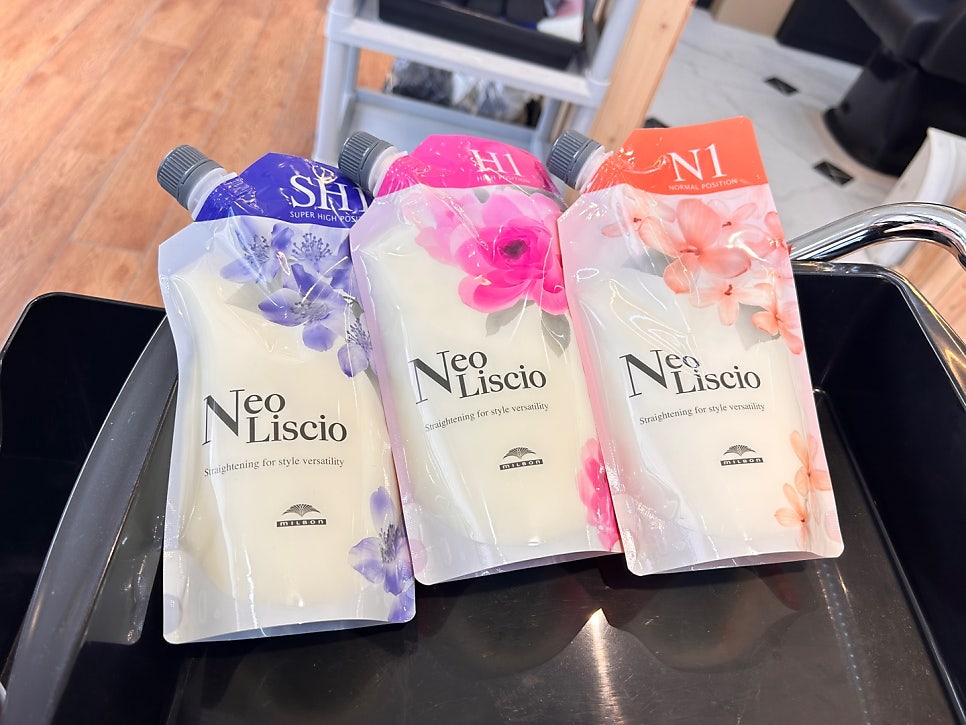 SH1
SUPER HIGH POSI
Neo
Liscio
Straightening for style versatility
MILBON
H1
HIGH POSITION
Neo
Liscio
Straightening for style versatility
MILBON
N1
NORMAL POSITION
Neo
Liscio
Straightening for style versatility
MILBON